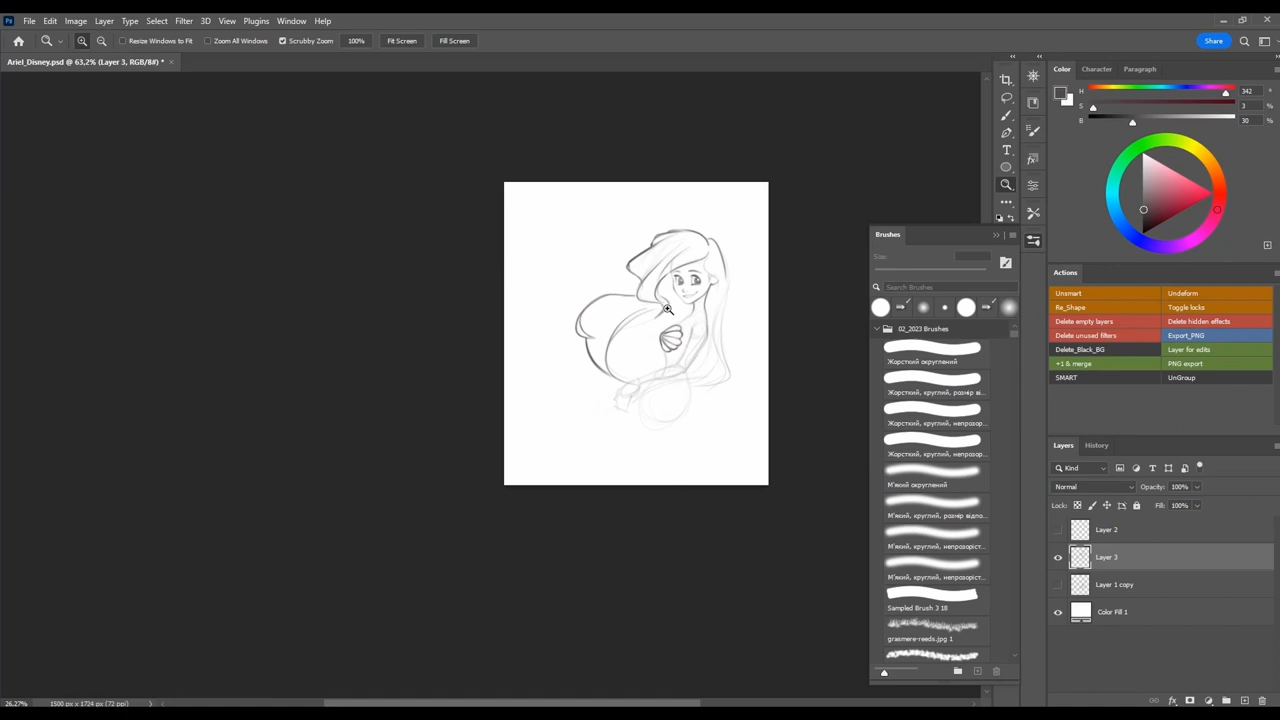 Ps File Edit Image Layer Type Select Filter 3D View Plugins Window Help
Resize Windows to Fit Zoom All Windows Scrubby Zoom 100% Fit Screen Fill Screen Share
Ariel_Disney.psd @ 63,2% (Layer 3, RGB/8#) *
Color Character Paragraph
H 342 °
S 3 %
B 30 %
Brushes
Size:
Search Brushes
02_2023 Brushes
Жорсткий округлений
Жорсткий, круглий, розмір ві...
Жорсткий, круглий, непрозор...
Жорсткий, круглий, непрозор...
М'який округлений
М'який, круглий, розмір відпо...
М'який, круглий, непрозоріст...
М'який, круглий, непрозоріст...
Sampled Brush 3 18
grasmere-reeds.jpg 1
Actions
Unsmart Undeform
Re_Shape Toggle locks
Delete empty layers Delete hidden effects
Delete unused filters Export_PNG
Delete_Black_BG Layer for edits
+1 & merge PNG export
SMART UnGroup
Layers History
Kind
Normal Opacity: 100%
Lock: Fill: 100%
Layer 2
Layer 3
Layer 1 copy
Color Fill 1
26,27% 1500 px x 1724 px (72 ppi)